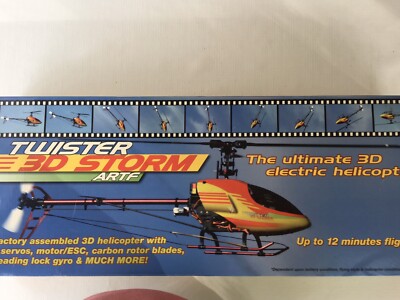 TWISTER
3D STORM
ARTF
The ultimate 3D
electric helicopt
actory assembled 3D helicopter with
servos, motor/ESC, carbon rotor blades,
eading lock gyro & MUCH MORE!
Up to 12 minutes flig